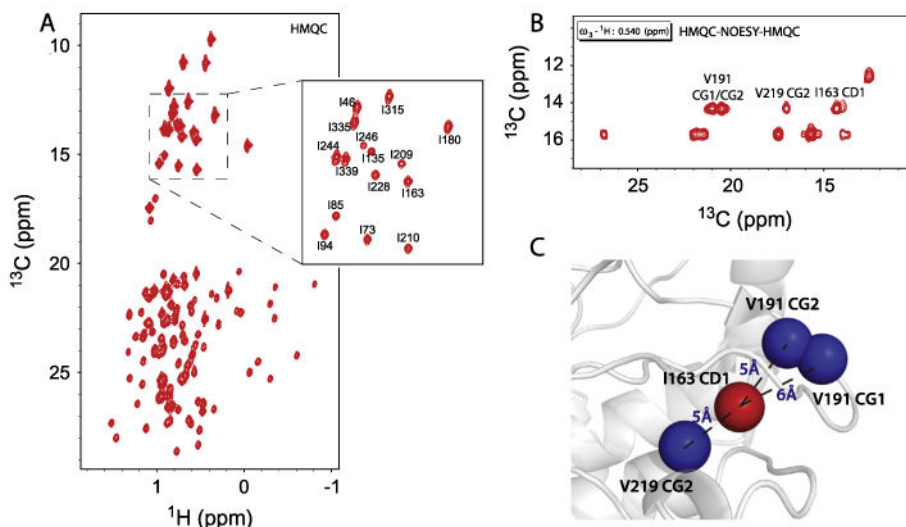 A
HMQC
10
15
20
25
13C (ppm)
1
0
-1
1H (ppm)
I46
I315
I335
I246
I180
I244
I135
I209
I339
I228
I163
I85
I73
I94
I210
B
ω3 - 1H : 0.540 (ppm)
HMQC-NOESY-HMQC
12
14
16
13C (ppm)
V191
CG1/CG2
V219 CG2
I163 CD1
25
20
15
13C (ppm)
C
V191 CG2
I163 CD1
5Å
6Å
V191 CG1
5Å
V219 CG2